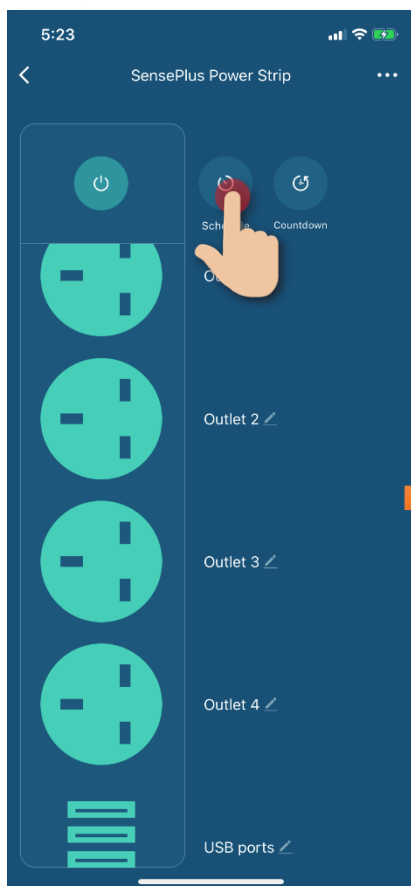 5:23
SensePlus Power Strip
Countdown
Outlet 2
Outlet 3
Outlet 4
USB ports